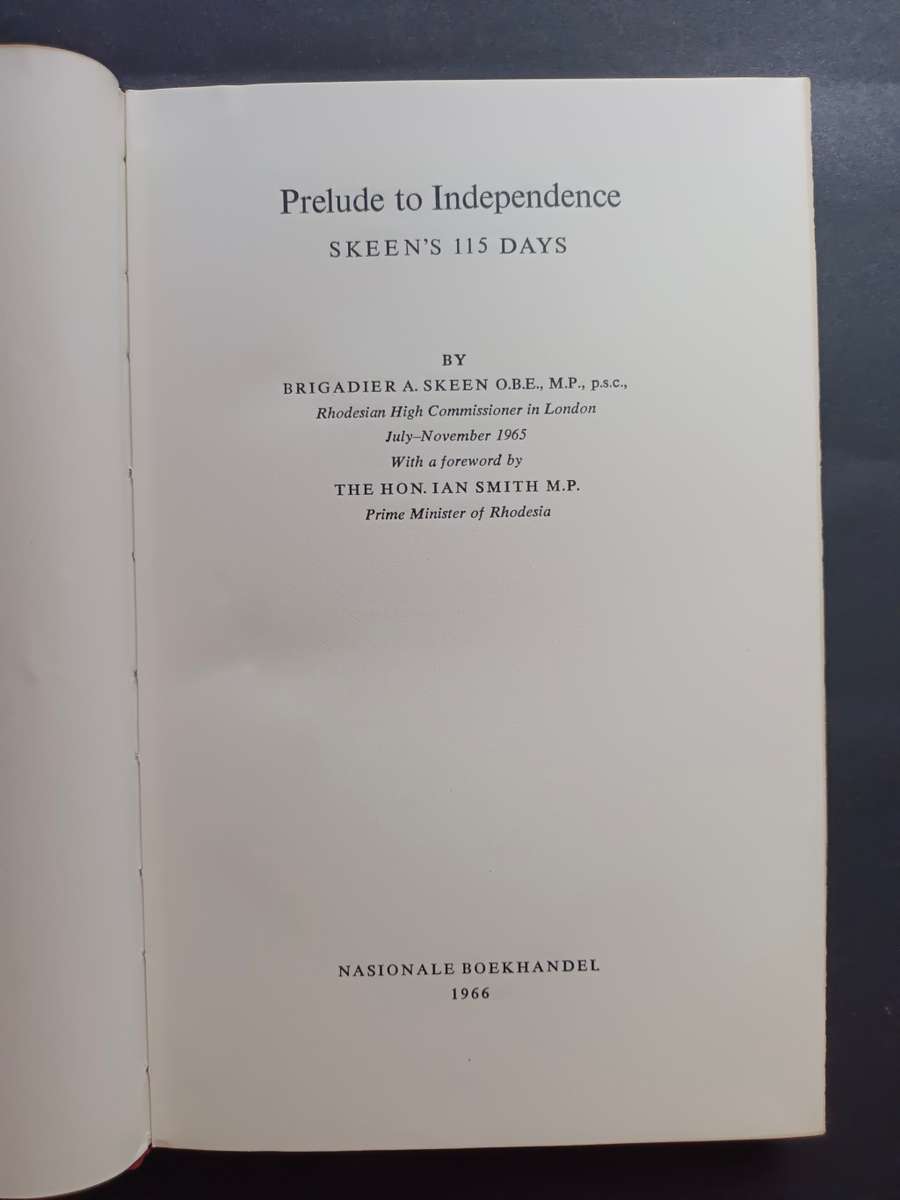 Prelude to Independence
SKEEN'S 115 DAYS
BY
BRIGADIER A. SKEEN O.B.E., M.P., p.s.c.,
Rhodesian High Commissioner in London
July–November 1965
With a foreword by
THE HON. IAN SMITH M.P.
Prime Minister of Rhodesia
NASIONALE BOEKHANDEL
1966